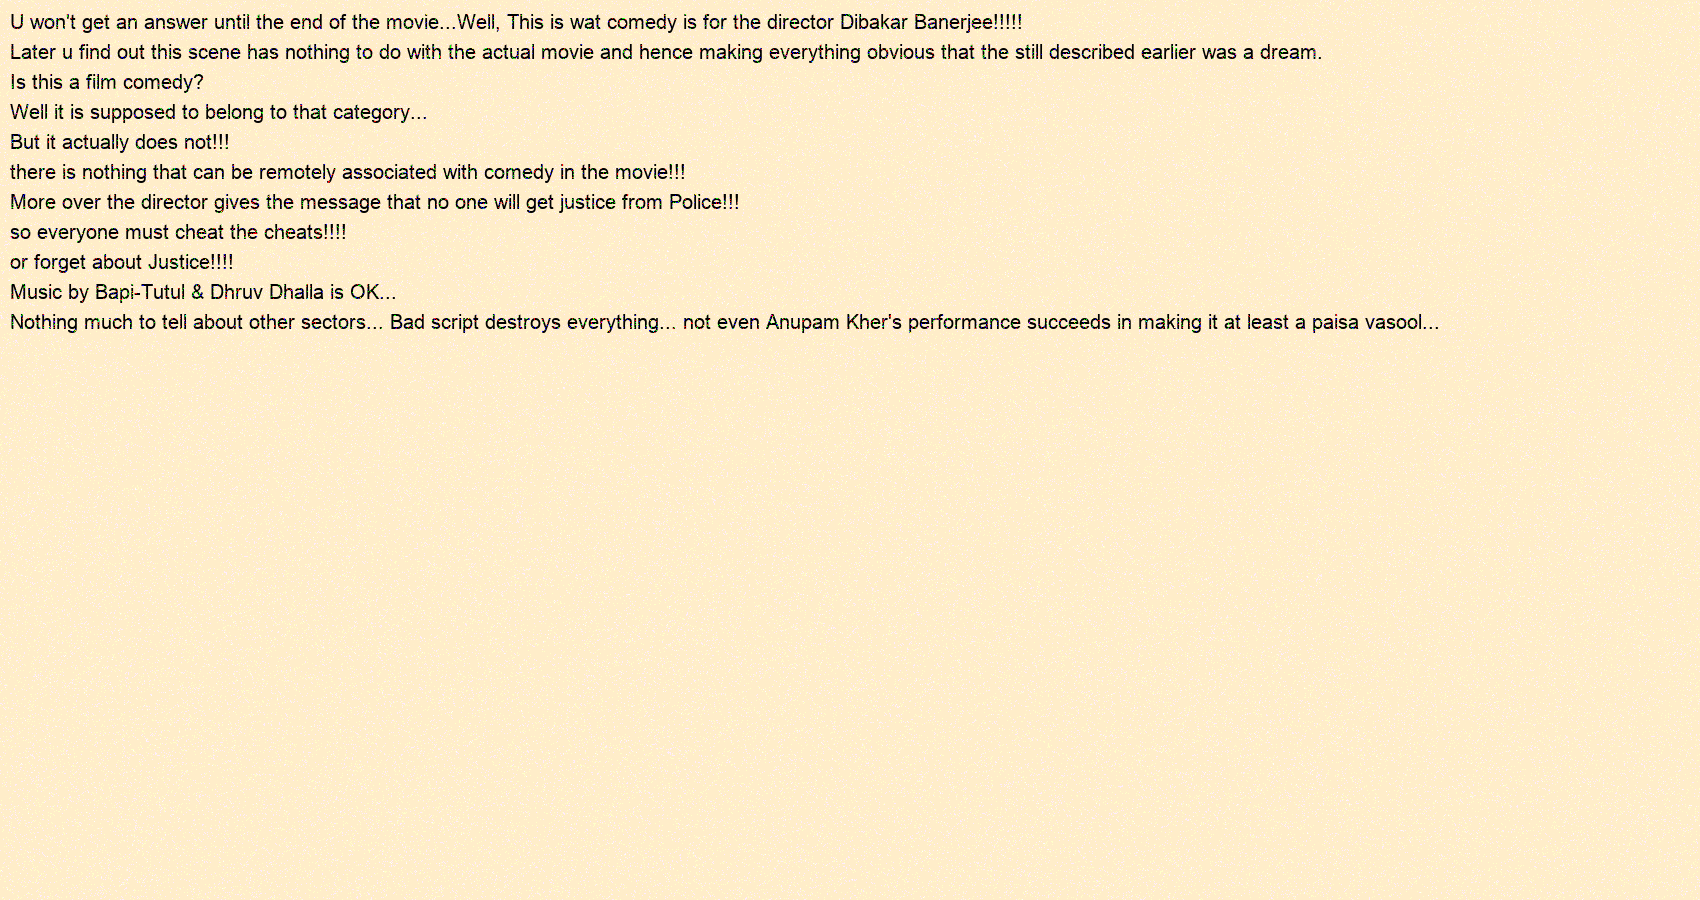 U won't get an answer until the end of the movie...Well, This is wat comedy is for the director Dibakar Banerjee!!!!!
Later u find out this scene has nothing to do with the actual movie and hence making everything obvious that the still described earlier was a dream.
Is this a film comedy?
Well it is supposed to belong to that category...
But it actually does not!!!
there is nothing that can be remotely associated with comedy in the movie!!!
More over the director gives the message that no one will get justice from Police!!!
so everyone must cheat the cheats!!!!
or forget about Justice!!!!
Music by Bapi-Tutul & Dhruv Dhalla is OK...
Nothing much to tell about other sectors... Bad script destroys everything... not even Anupam Kher's performance succeeds in making it at least a paisa vasool...